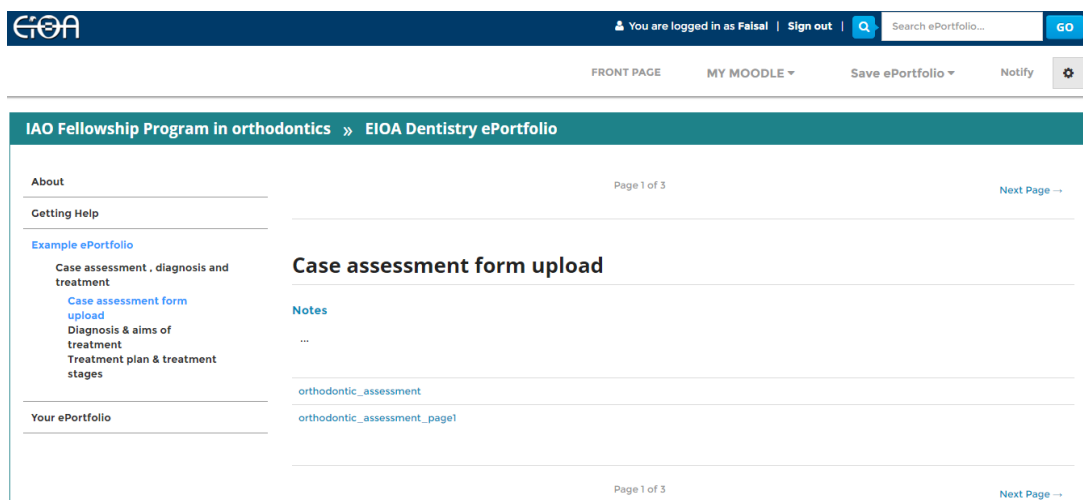 EIOA
You are logged in as Faisal | Sign out |
Search ePortfolio...
GO
FRONT PAGE
MY MOODLE
Save ePortfolio
Notify
IAO Fellowship Program in orthodontics » EIOA Dentistry ePortfolio
About
Getting Help
Example ePortfolio
Case assessment , diagnosis and
treatment
Case assessment form
upload
Diagnosis & aims of
treatment
Treatment plan & treatment
stages
Your ePortfolio
Page 1 of 3
Next Page →
Case assessment form upload
Notes
...
orthodontic_assessment
orthodontic_assessment_page1
Page 1 of 3
Next Page →